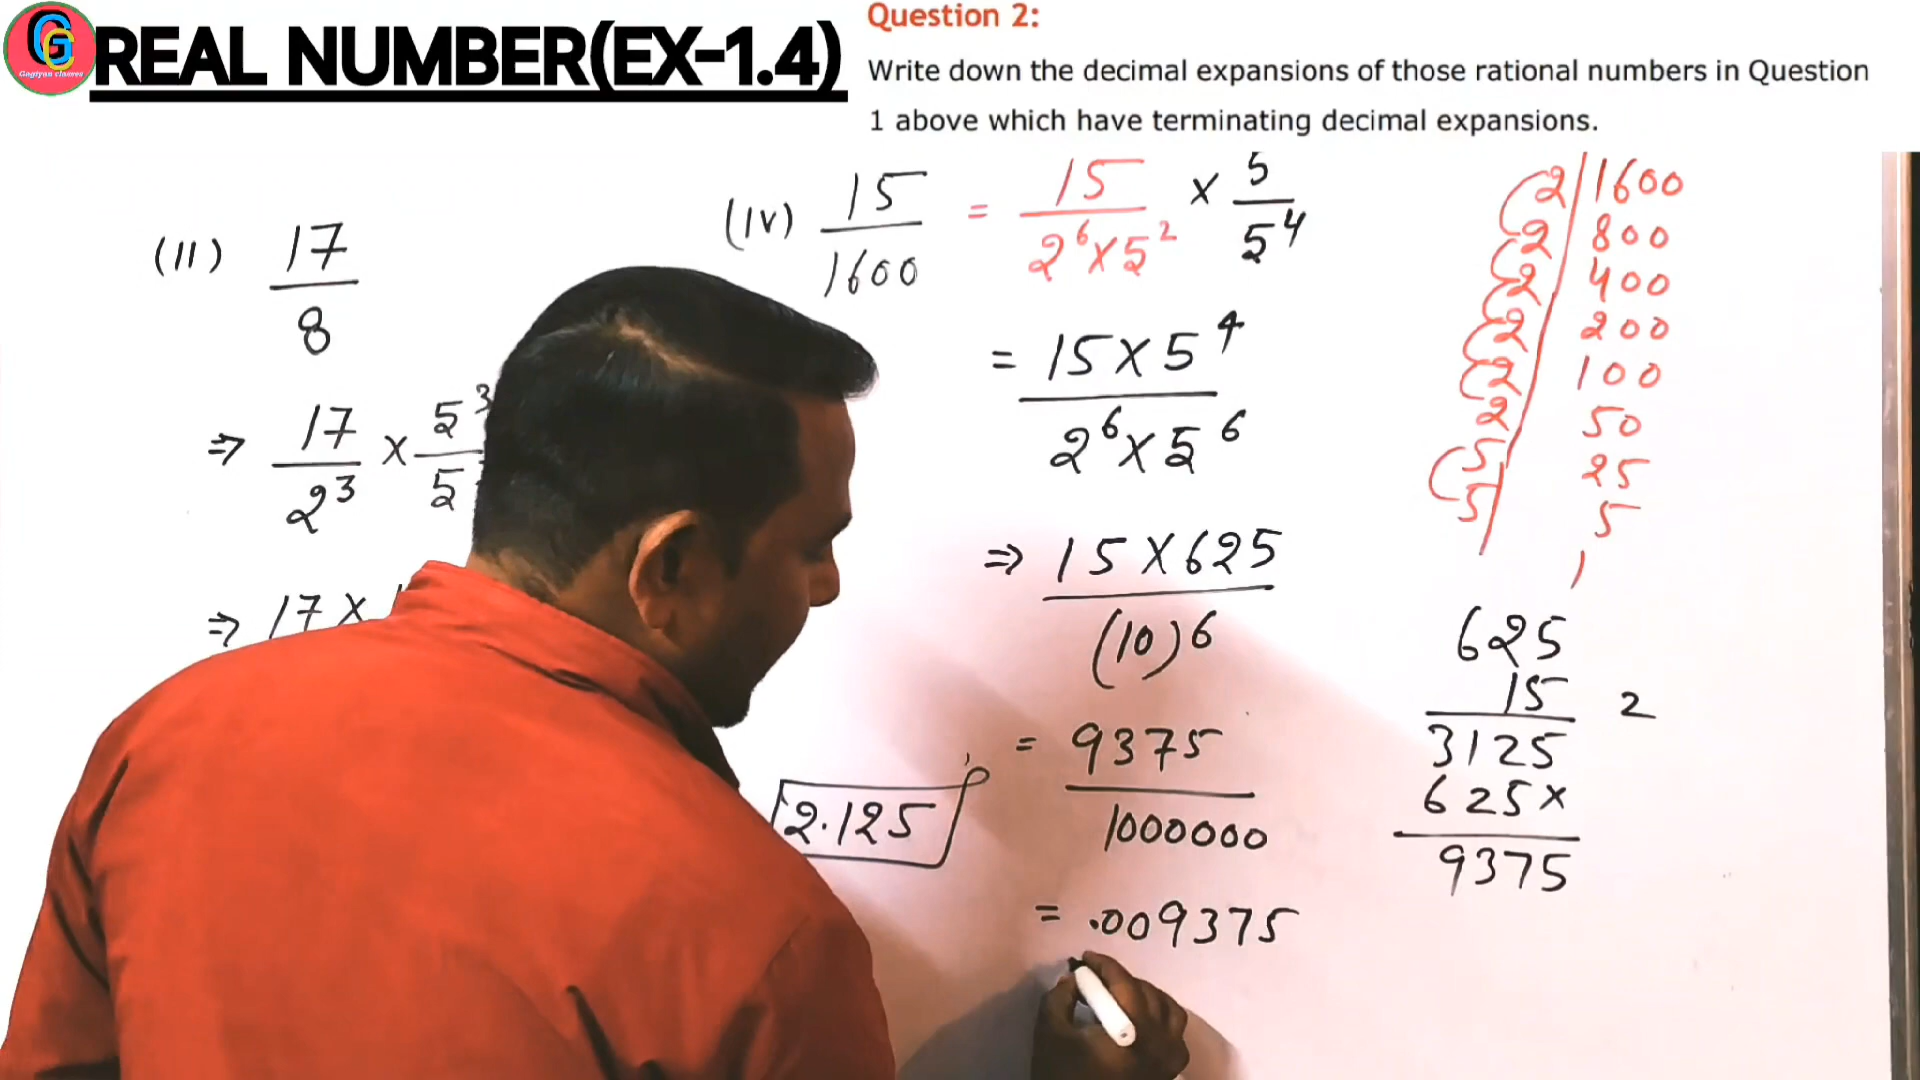 Gagiyan classes
REAL NUMBER(EX-1.4)
Question 2:
Write down the decimal expansions of those rational numbers in Question
1 above which have terminating decimal expansions.
(II) 17/8
⇒ 17/2³ × 5³/5
⇒ 17 ×
2.125
(IV) 15/1600 = 15/2⁶×5² × 5/5⁴
= 15×5⁴/2⁶×5⁶
⇒ 15×625/(10)⁶
= 9375/1000000
= .009375
2 1600
2 800
2 400
2 200
2 100
2 50
5 25
5 5
1
625
15 2
3125
625×
9375